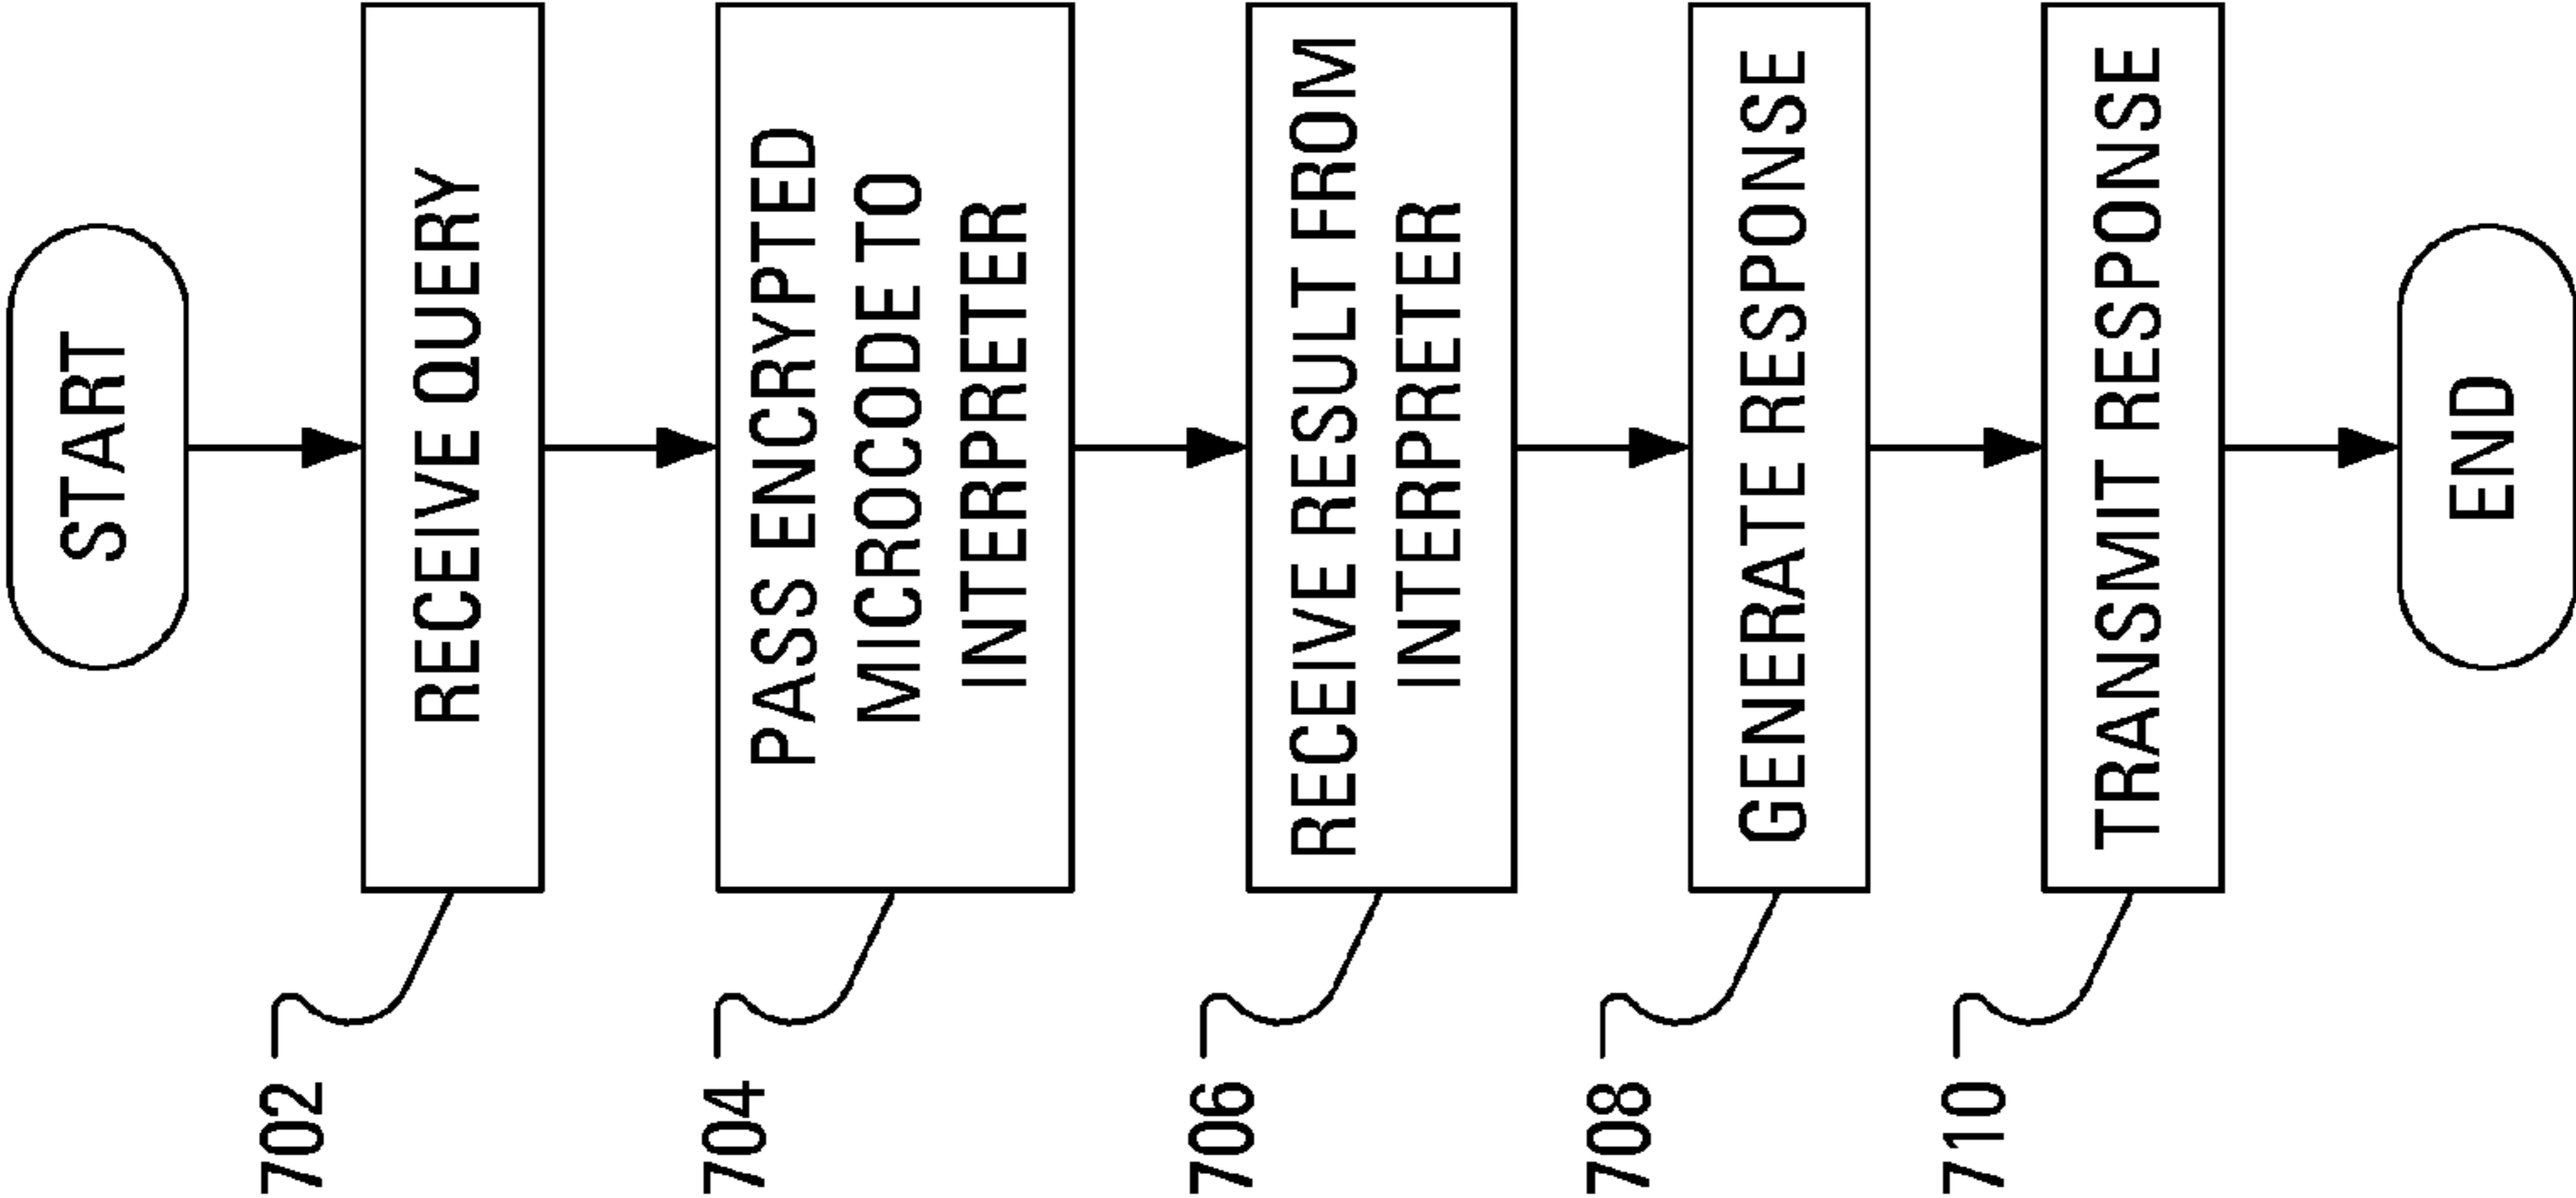 START
702
RECEIVE QUERY
704
PASS ENCRYPTED
MICROCODE TO
INTERPRETER
706
RECEIVE RESULT FROM
INTERPRETER
708
GENERATE RESPONSE
710
TRANSMIT RESPONSE
END